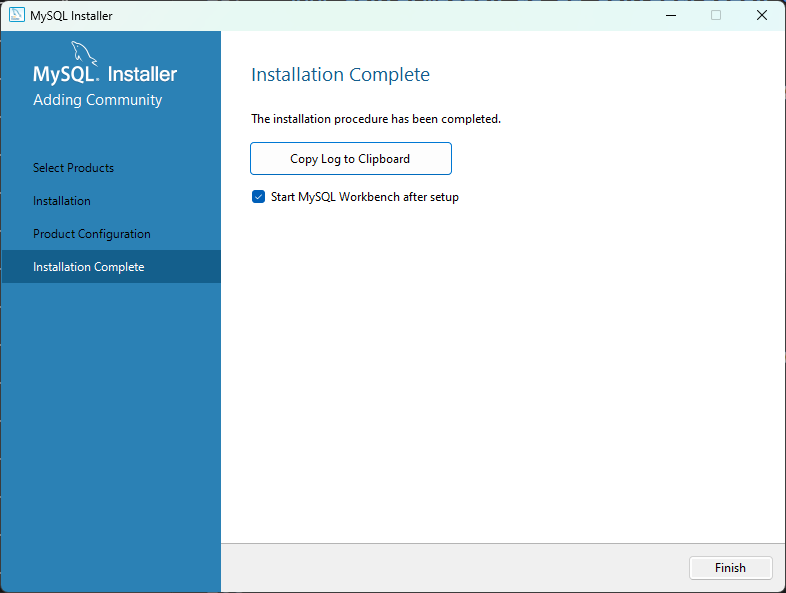 MySQL Installer
MySQL. Installer
Adding Community
Select Products
Installation
Product Configuration
Installation Complete
Installation Complete
The installation procedure has been completed.
Copy Log to Clipboard
Start MySQL Workbench after setup
Finish